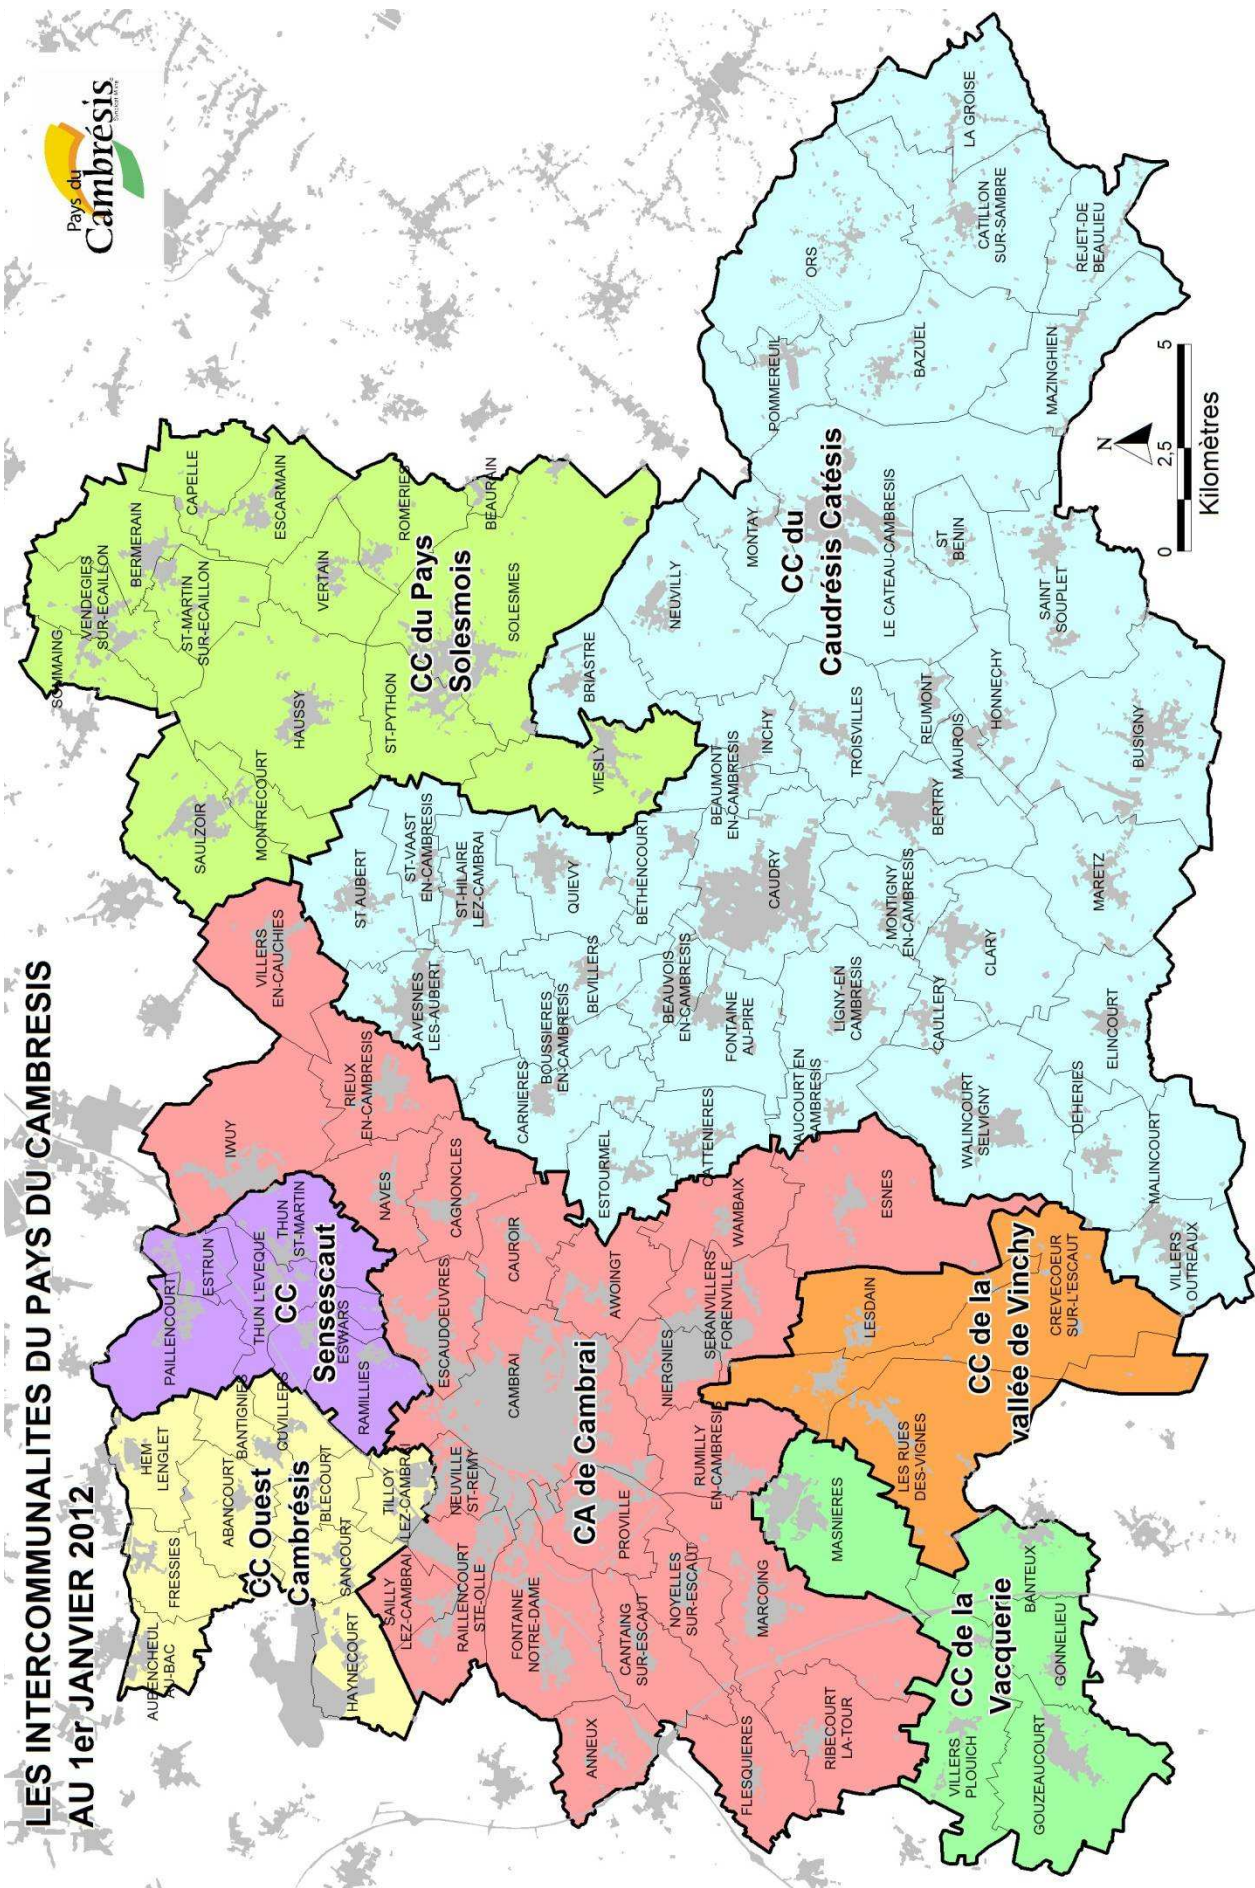 LES INTERCOMMUNALITES DU PAYS DU CAMBRESIS
AU 1er JANVIER 2012
Pays du
Cambrésis
Syndicat Mixte
AUBENCHEUL
AU-BAC
FRESSIES
HEM
LENGLET
ABANCOURT
BANTIGNIES
CUVILLERS
CC Ouest
Cambrésis
BLECOURT
SANCOURT
HAYNECOURT
TILLOY
LEZ-CAMBRAI
PAILLENCOURT
ESTRUN
THUN L'EVEQUE
THUN
ST-MARTIN
CC
Sensescaut
ESWARS
RAMILLIES
IWUY
VILLERS
EN-CAUCHIES
RIEUX
EN-CAMBRESIS
NAVES
CAGNONCLES
CAUROIR
ESCAUDOEUVRES
CAMBRAI
NEUVILLE
ST-REMY
SAILLY
LEZ-CAMBRAI
RAILLENCOURT
STE-OLLE
FONTAINE
NOTRE-DAME
ANNEUX
CA de Cambrai
PROVILLE
AWOINGT
CANTAING
SUR-ESCAUT
NOYELLES
SUR-ESCAUT
NIERGNIES
SERANVILLERS
FORENVILLE
WAMBAIX
ESNES
RUMILLY
EN-CAMBRESIS
MARCOING
FLESQUIERES
RIBECOURT
LA-TOUR
MASNIERES
CC de la
Vacquerie
BANTEUX
GONNELIEU
VILLERS
PLOUICH
GOUZEAUCOURT
LESDAIN
LES RUES
DES-VIGNES
CC de la
vallée de Vinchy
CREVECOEUR
SUR-L'ESCAUT
SAULZOIR
MONTRECOURT
HAUSSY
SOMMAING
VENDEGIES
SUR-ECAILLON
BERMERAIN
ST-MARTIN
SUR-ECAILLON
CAPELLE
ESCARMAIN
VERTAIN
ROMERIES
ST-PYTHON
CC du Pays
Solesmois
BEAURAIN
SOLESMES
VIESLY
ST AUBERT
ST-VAAST
EN-CAMBRESIS
ST-HILAIRE
LEZ-CAMBRAI
AVESNES
LES-AUBERT
QUIEVY
CARNIERES
BOUSSIERES
EN-CAMBRESIS
BEVILLERS
BETHENCOURT
ESTOURMEL
CATTENIERES
BEAUVOIS
EN-CAMBRESIS
FONTAINE
AU-PIRE
CAUDRY
BEAUMONT
EN-CAMBRESIS
INCHY
BRIASTRE
NEUVILLY
MONTAY
CC du
Caudrésis Catésis
TROISVILLES
LE CATEAU-CAMBRESIS
POMMEREUIL
ORS
BAZUEL
CATILLON
SUR-SAMBRE
LA GROISE
REJET-DE
BEAULIEU
MAZINGHIEN
AUCOURT EN
AMBRESIS
LIGNY-EN
CAMBRESIS
MONTIGNY
EN-CAMBRESIS
BERTRY
REUMONT
MAUROIS
HONNECHY
ST
BENIN
SAINT
SOUPLET
CAULLERY
CLARY
WALINCOURT
SELVIGNY
BUSIGNY
MARETZ
ELINCOURT
DEHERIES
MALINCOURT
VILLERS
OUTREAUX
N
0 2,5 5
Kilomètres